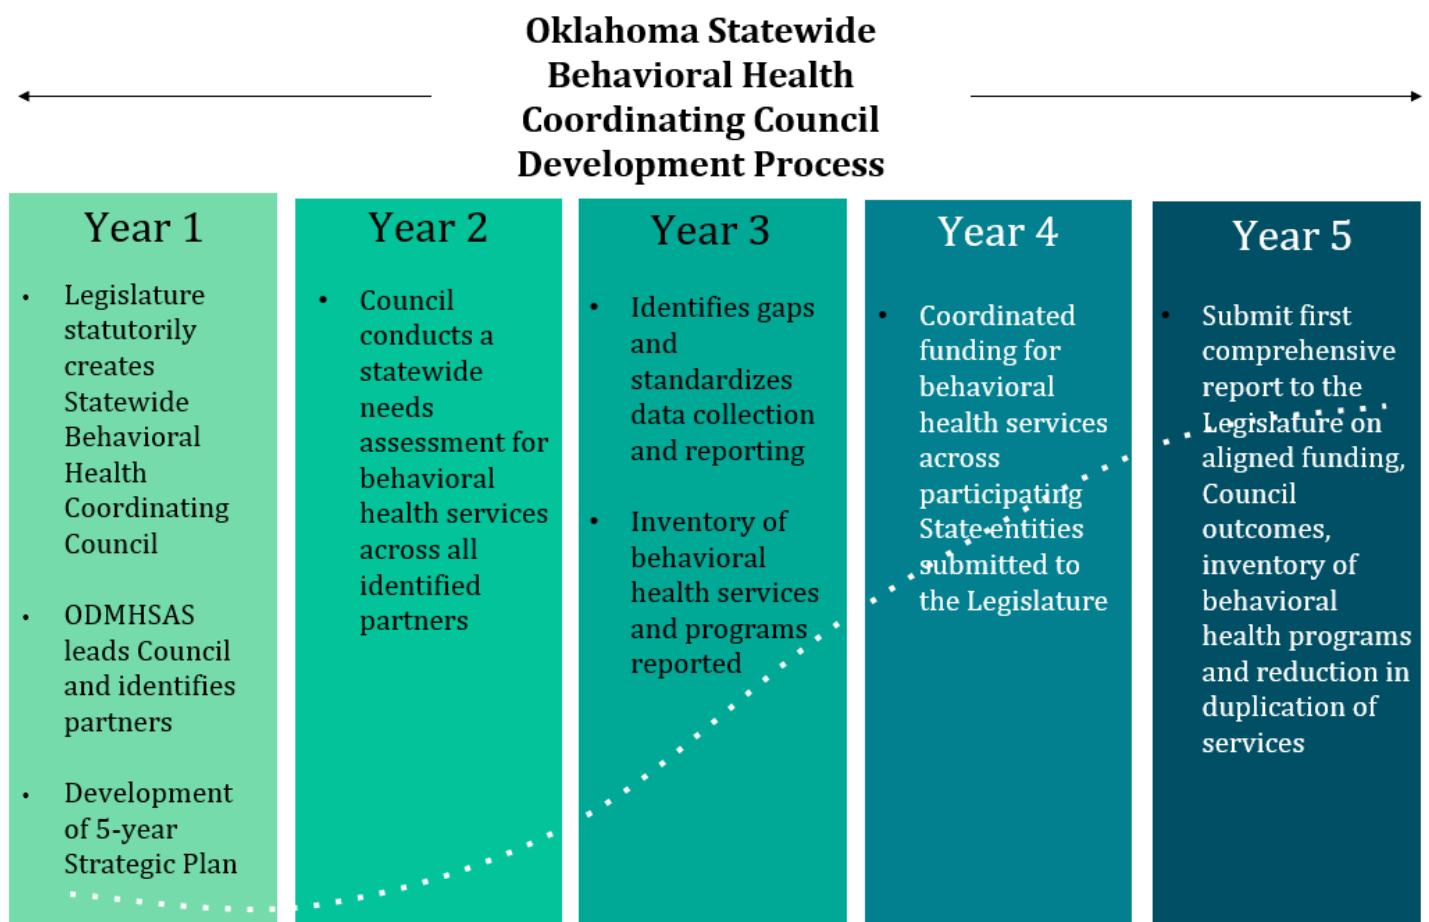 Oklahoma Statewide
Behavioral Health
Coordinating Council
Development Process
Year 1
• Legislature
statutorily
creates
Statewide
Behavioral
Health
Coordinating
Council
• ODMHSAS
leads Council
and identifies
partners
• Development
of 5-year
Strategic Plan
Year 2
• Council
conducts a
statewide
needs
assessment for
behavioral
health services
across all
identified
partners
Year 3
• Identifies gaps
and
standardizes
data collection
and reporting
• Inventory of
behavioral
health services
and programs
reported
Year 4
• Coordinated
funding for
behavioral
health services
across
participating
State entities
submitted to
the Legislature
Year 5
• Submit first
comprehensive
report to the
Legislature on
aligned funding,
Council
outcomes,
inventory of
behavioral
health programs
and reduction in
duplication of
services